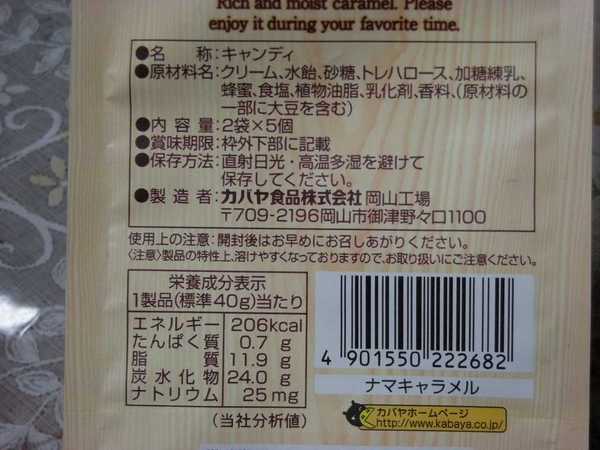 Rich and moist caramel. Please
enjoy it during your favorite time.
●名 称:キャンディ
●原材料名:クリーム、水飴、砂糖、トレハロース、加糖練乳、
蜂蜜、食塩、植物油脂、乳化剤、香料、(原材料の
一部に大豆を含む)
●内 容 量:2袋×5個
●賞味期限:枠外下部に記載
●保存方法:直射日光・高温多湿を避けて
保存してください。
●製 造 者:カバヤ食品株式会社 岡山工場
〒709-2196岡山市御津野々口1100
使用上の注意:開封後はお早めにお召しあがりください。
〈注意〉製品の特性上、溶けやすくなっておりますので、お取り扱いにご注意ください。
栄養成分表示
1製品(標準40g)当たり
エネルギー 206kcal
たんぱく質 0.7 g
脂 質 11.9 g
炭水化物 24.0 g
ナトリウム 25 mg
(当社分析値)
4 901550 222682
ナマキャラメル
カバヤホームページ
http://www.kabaya.co.jp/